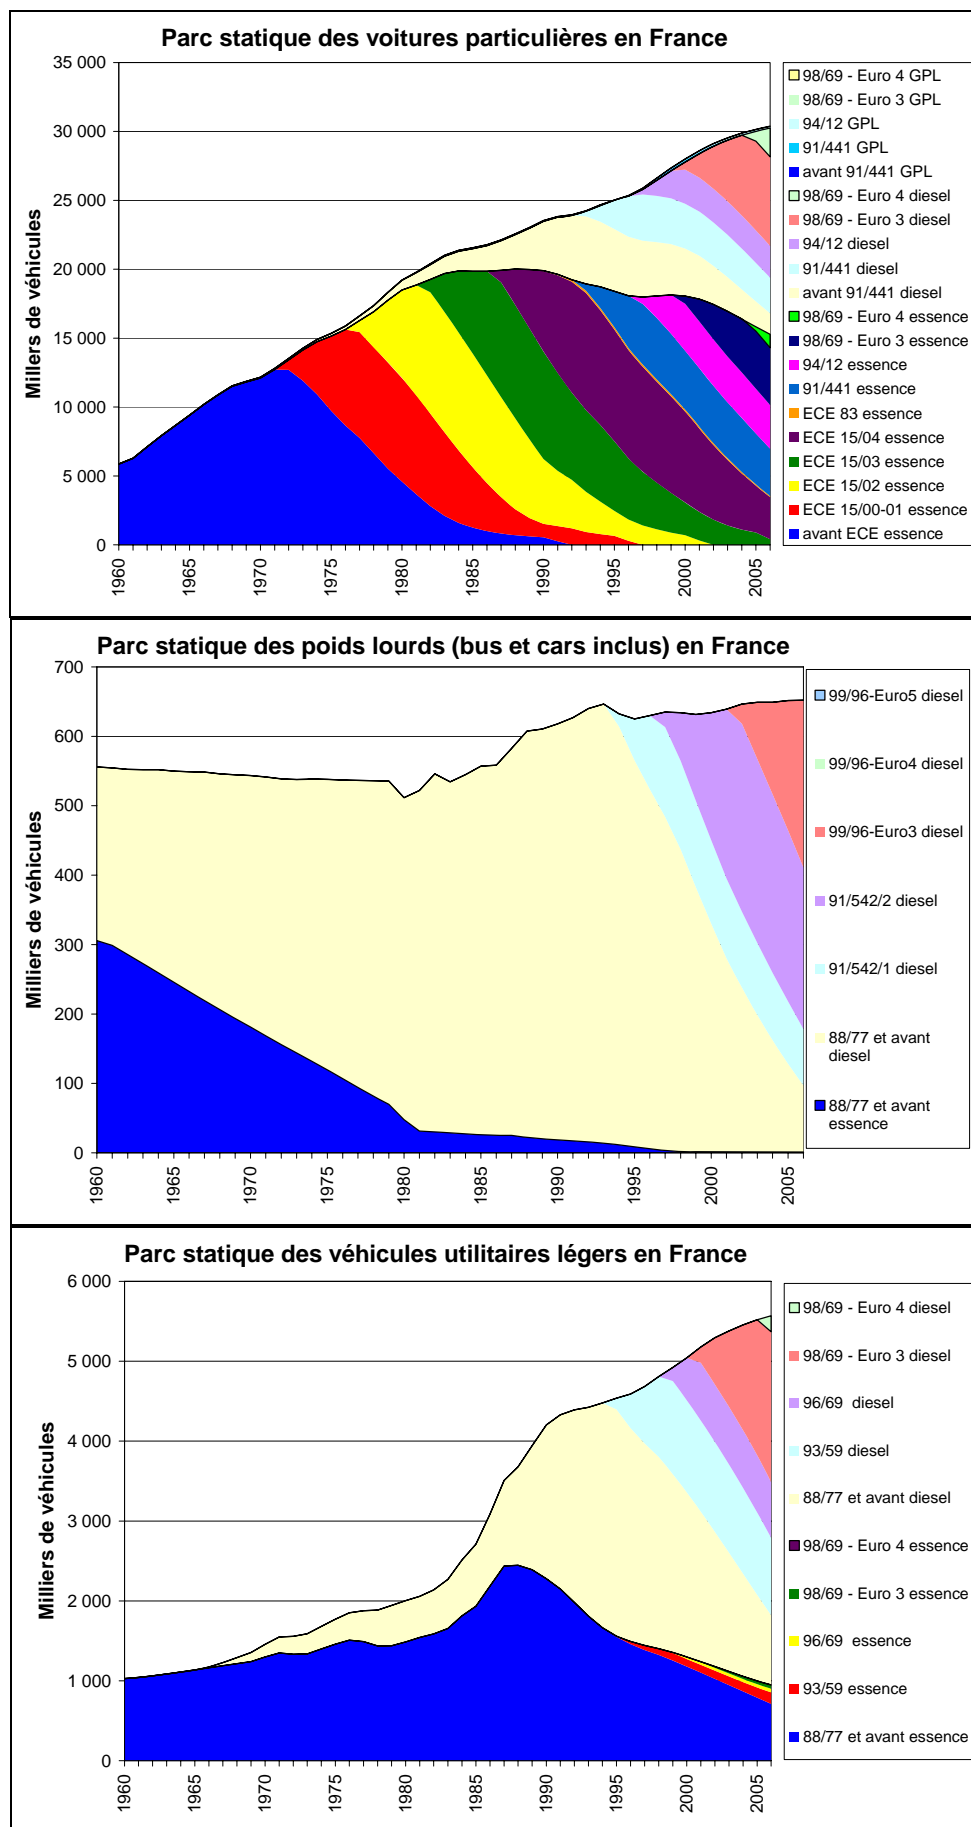 Parc statique des voitures particulières en France
Millers de véhicules
35 000
30 000
25 000
20 000
15 000
10 000
5 000
0
1960
1965
1970
1975
1980
1985
1990
1995
2000
2005
98/69 - Euro 4 GPL
98/69 - Euro 3 GPL
94/12 GPL
91/441 GPL
avant 91/441 GPL
98/69 - Euro 4 diesel
98/69 - Euro 3 diesel
94/12 diesel
91/441 diesel
avant 91/441 diesel
98/69 - Euro 4 essence
98/69 - Euro 3 essence
94/12 essence
91/441 essence
ECE 83 essence
ECE 15/04 essence
ECE 15/03 essence
ECE 15/02 essence
ECE 15/00-01 essence
avant ECE essence
Parc statique des poids lourds (bus et cars inclus) en France
Milliers de véhicules
700
600
500
400
300
200
100
0
1960
1965
1970
1975
1980
1985
1990
1995
2000
2005
99/96-Euro5 diesel
99/96-Euro4 diesel
99/96-Euro3 diesel
91/542/2 diesel
91/542/1 diesel
88/77 et avant
diesel
88/77 et avant
essence
Parc statique des véhicules utilitaires légers en France
Milliers de véhicules
6 000
5 000
4 000
3 000
2 000
1 000
0
1960
1965
1970
1975
1980
1985
1990
1995
2000
2005
98/69 - Euro 4 diesel
98/69 - Euro 3 diesel
96/69 diesel
93/59 diesel
88/77 et avant diesel
98/69 - Euro 4 essence
98/69 - Euro 3 essence
96/69 essence
93/59 essence
88/77 et avant essence